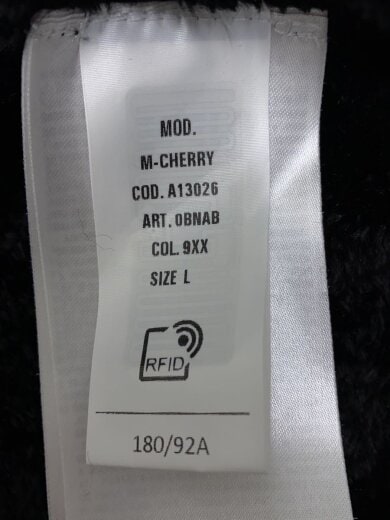 MOD.
M-CHERRY
COD. A13026
ART. 0BNAB
COL. 9XX
SIZE L
RFID
180/92A